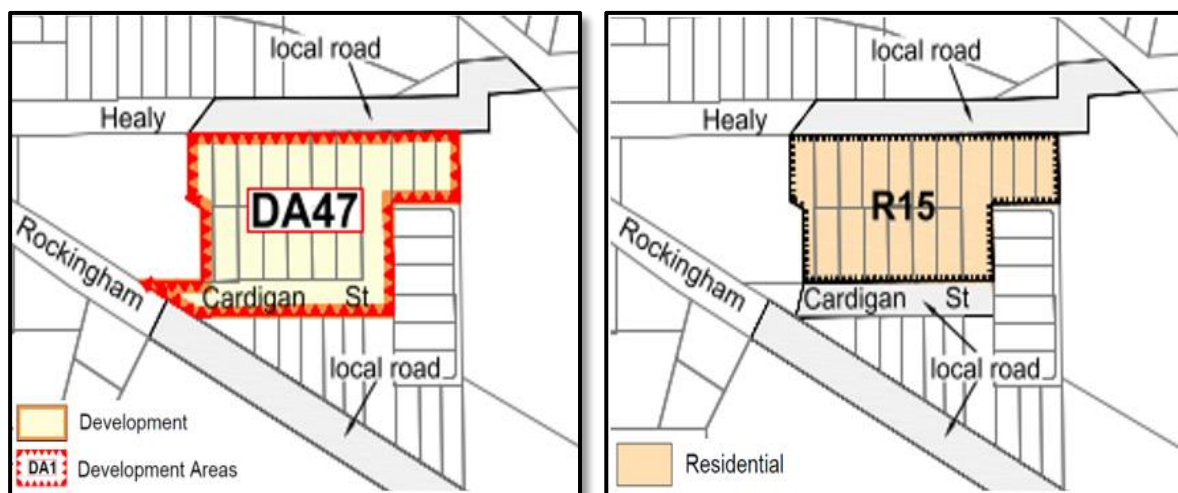 local road
Healy
DA47
Rockingham
Cardigan St
local road
Development
DA1 Development Areas
local road
Healy
R15
Rockingham
Cardigan St
local road
Residential